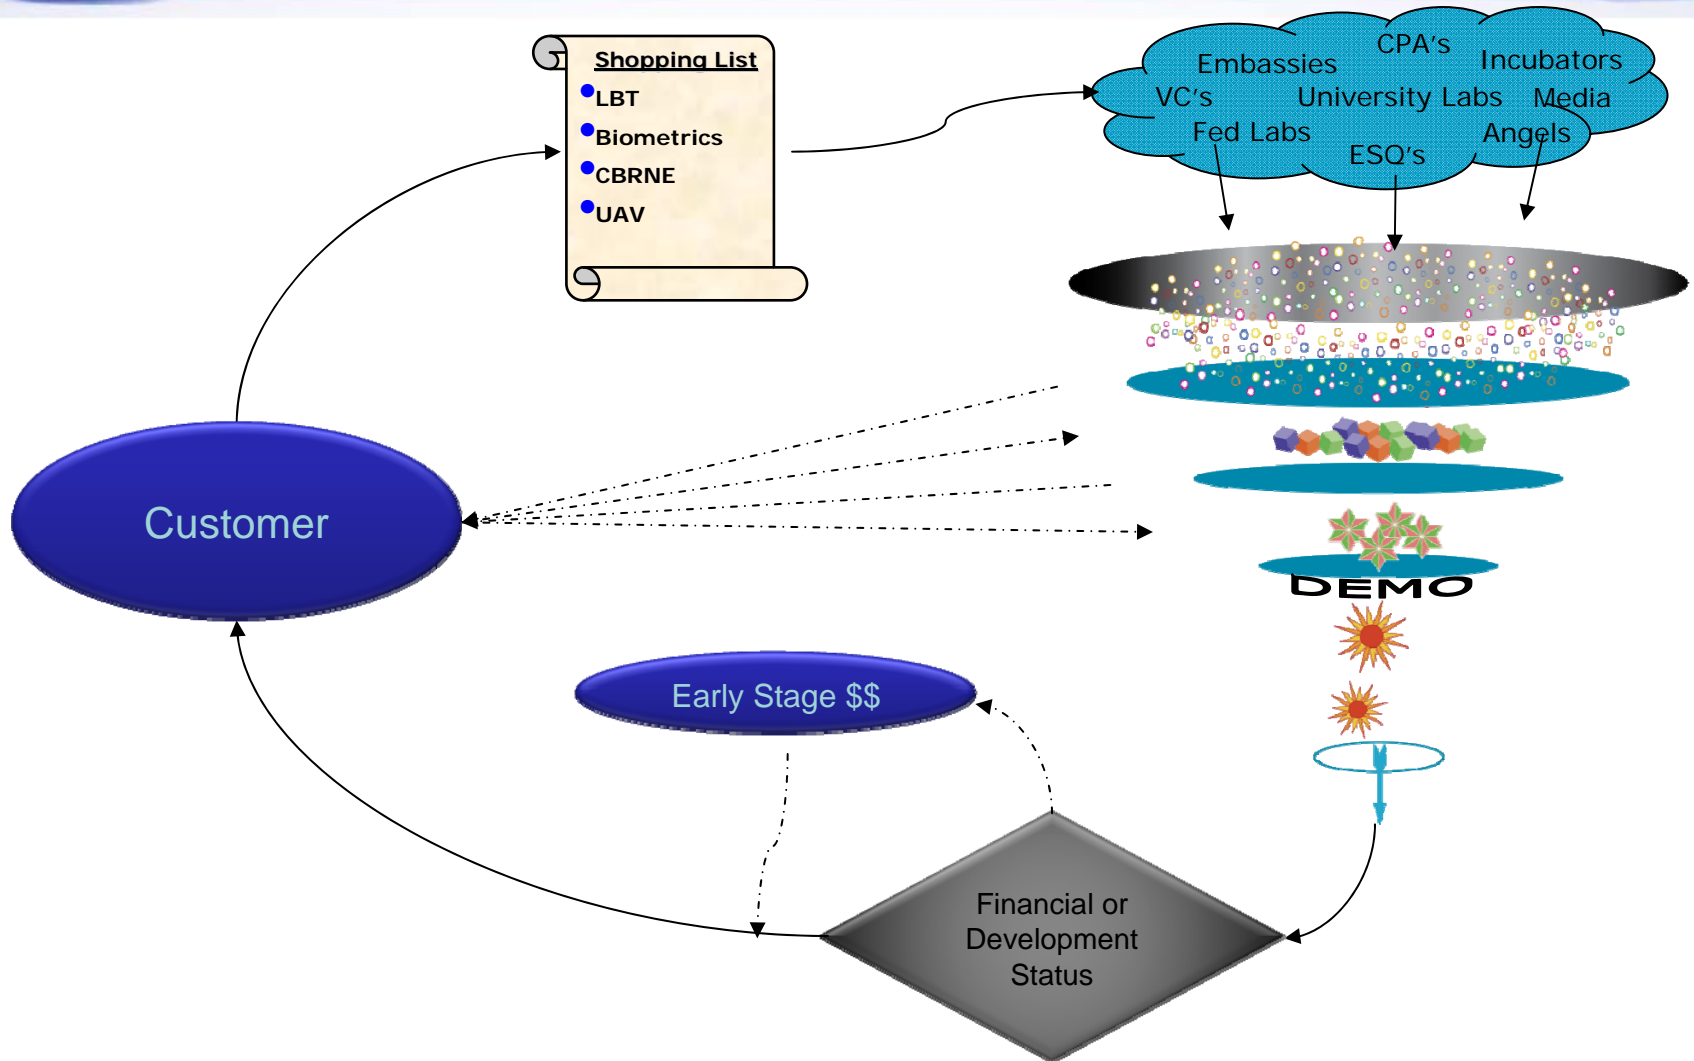 Shopping List
LBT
Biometrics
CBRNE
UAV
CPA's
Embassies
Incubators
VC's
University Labs
Media
Fed Labs
Angels
ESQ's
Customer
DEMO
Early Stage $$
Financial or
Development
Status